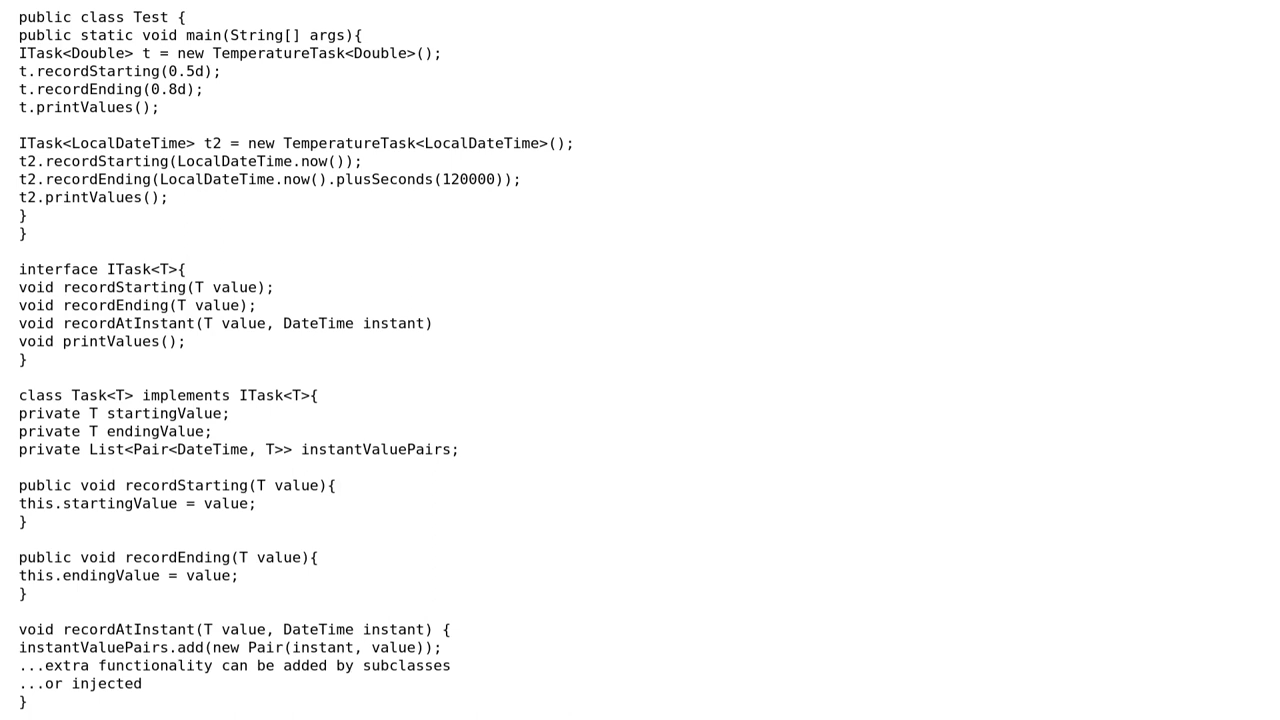 public class Test {
public static void main(String[] args){
ITask<Double> t = new TemperatureTask<Double>();
t.recordStarting(0.5d);
t.recordEnding(0.8d);
t.printValues();

ITask<LocalDateTime> t2 = new TemperatureTask<LocalDateTime>();
t2.recordStarting(LocalDateTime.now());
t2.recordEnding(LocalDateTime.now().plusSeconds(120000));
t2.printValues();
}
}

interface ITask<T>{
void recordStarting(T value);
void recordEnding(T value);
void recordAtInstant(T value, DateTime instant)
void printValues();
}

class Task<T> implements ITask<T>{
private T startingValue;
private T endingValue;
private List<Pair<DateTime, T>> instantValuePairs;

public void recordStarting(T value){
this.startingValue = value;
}

public void recordEnding(T value){
this.endingValue = value;
}

void recordAtInstant(T value, DateTime instant) {
instantValuePairs.add(new Pair(instant, value));
...extra functionality can be added by subclasses
...or injected
}